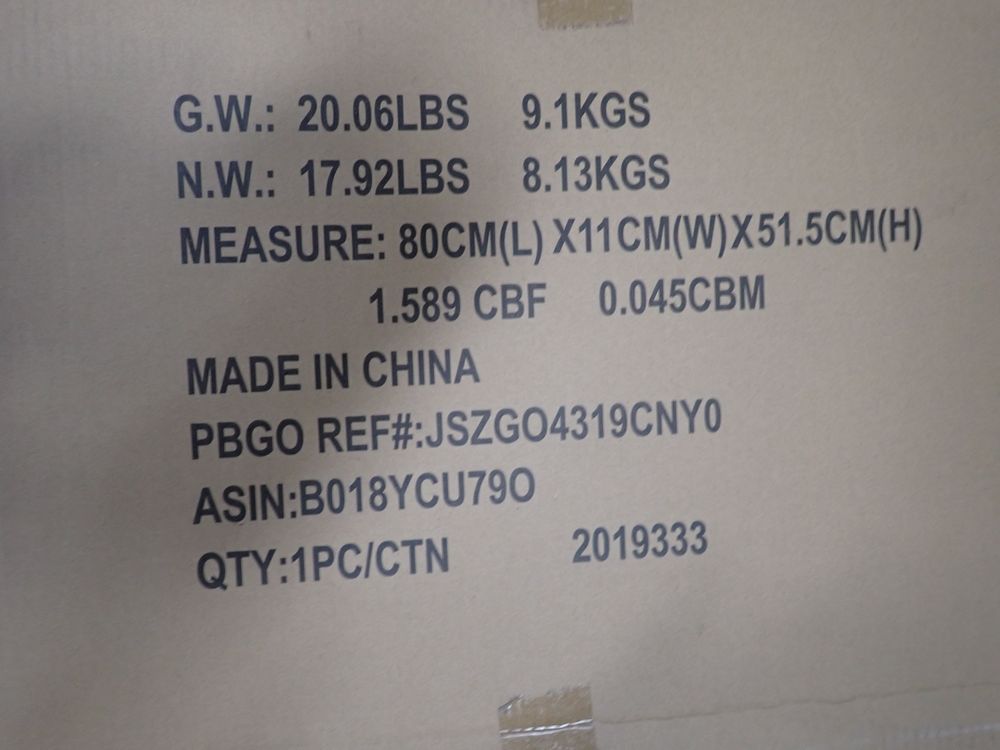 G.W.: 20.06LBS 9.1KGS
N.W.: 17.92LBS 8.13KGS
MEASURE: 80CM(L) X11CM(W)X51.5CM(H)
1.589 CBF 0.045CBM
MADE IN CHINA
PBGO REF#:JSZGO4319CNY0
ASIN:B018YCU79O
QTY:1PC/CTN 2019333